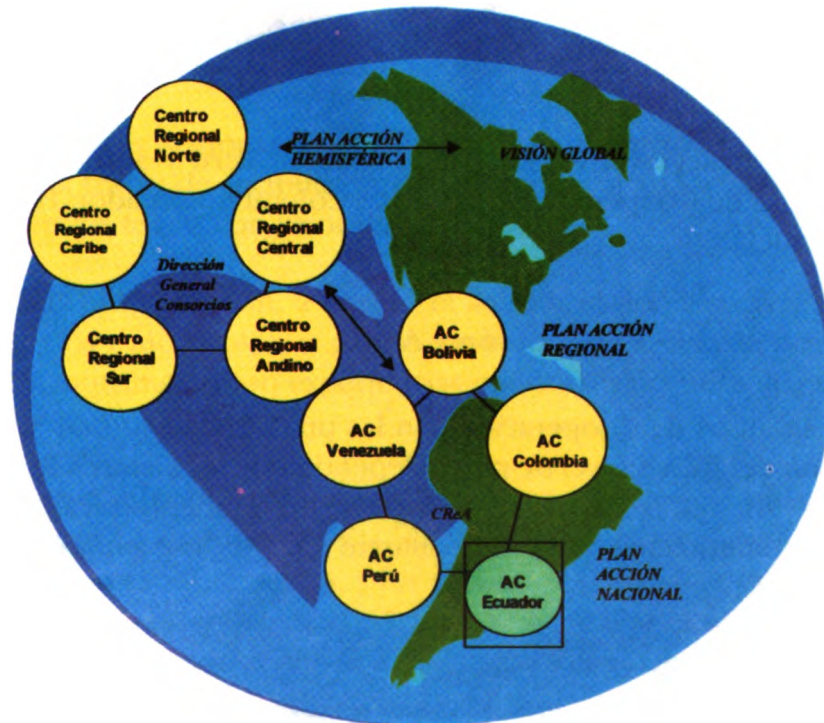 Centro
Regional
Norte
PLAN ACCIÓN
HEMISFÉRICA
VISIÓN GLOBAL
Centro
Regional
Caribe
Centro
Regional
Central
Dirección
General
Consorcios
Centro
Regional
Sur
Centro
Regional
Andino
AC
Bolivia
PLAN ACCIÓN
REGIONAL
AC
Venezuela
AC
Colombia
CReA
AC
Perú
AC
Ecuador
PLAN
ACCIÓN
NACIONAL